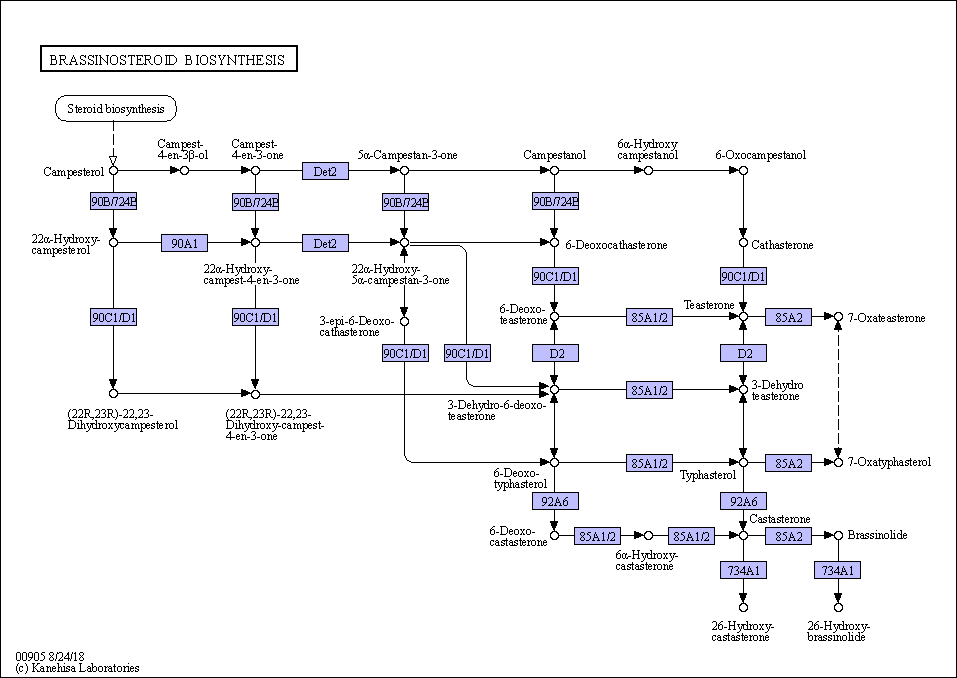 BRASSINOSTEROID BIOSYNTHESIS
Steroid biosynthesis
Campest-
4-en-3β-ol
Campest-
4-en-3-one
5α-Campestan-3-one
Campestanol
6α-Hydroxy
campestanol
6-Oxocampestanol
Campesterol
Det2
90B/724B
90B/724B
90B/724B
90B/724B
22α-Hydroxy-
campesterol
90A1
Det2
6-Deoxocathasterone
Cathasterone
22α-Hydroxy-
campest-4-en-3-one
22α-Hydroxy-
5α-campestan-3-one
90C1/D1
90C1/D1
90C1/D1
90C1/D1
3-epi-6-Deoxo-
cathasterone
6-Deoxo-
teasterone
85A1/2
Teasterone
85A2
7-Oxateasterone
90C1/D1
90C1/D1
D2
D2
(22R,23R)-22,23-
Dihydroxycampesterol
(22R,23R)-22,23-
Dihydroxy-campest-
4-en-3-one
3-Dehydro-6-deoxo-
teasterone
85A1/2
3-Dehydro
teasterone
6-Deoxo-
typhasterol
85A1/2
Typhasterol
85A2
7-Oxatyphasterol
92A6
92A6
6-Deoxo-
castasterone
85A1/2
6α-Hydroxy-
castasterone
85A1/2
Castasterone
85A2
Brassinolide
734A1
734A1
26-Hydroxy-
castasterone
26-Hydroxy-
brassinolide
00905 8/24/18
(c) Kanehisa Laboratories